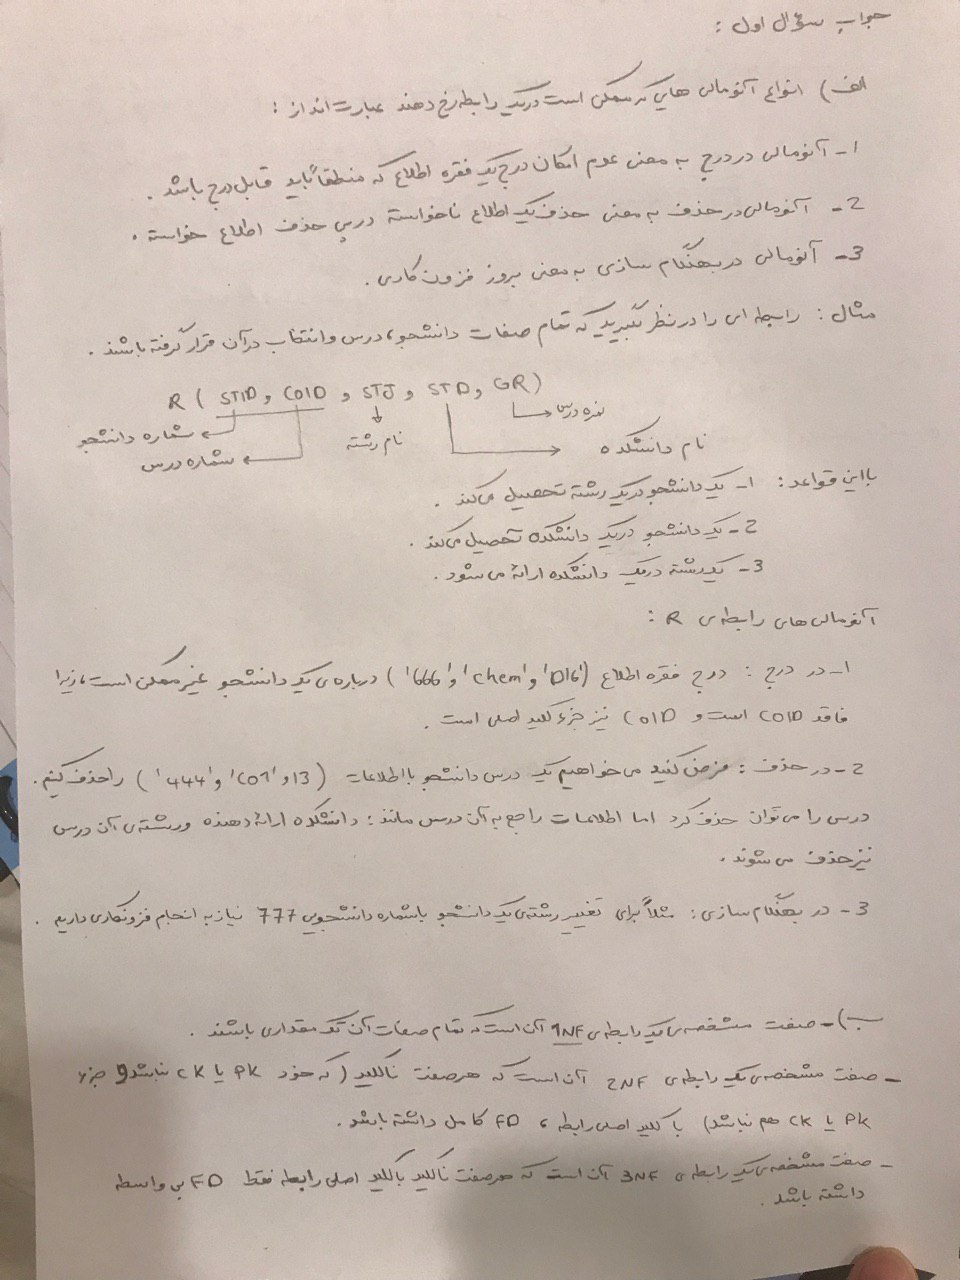 جواب سؤال اول :
الف) انواع آنومالی هایی که ممکن است در یک رابطه رخ دهند عبارت اند از :
1- آنومالی در درج به معنی عدم امکان درج یک فقره اطلاع که منطقاً باید قابل درج باشد .
2- آنومالی در حذف به معنی حذف یک اطلاع ناخواسته در پی حذف اطلاع خواسته .
3- آنومالی در بهنگام سازی به معنی بروز فزون کاری .
مثال : رابطه ای را در نظر بگیرید که تمام صفات دانشجو ، درس و انتخاب در آن قرار گرفته باشند .
R ( STID , COID , STJ , STD , GR )
نمره درس
شماره دانشجو نام رشته نام دانشکده
شماره درس
با این قواعد : 1- یک دانشجو در یک رشته تحصیل می کند .
2- یک دانشجو در یک دانشکده تحصیل می کند .
3- یک رشته در یک دانشکده ارائه می شود .
آنومالی های رابطه ی R :
1- در درج : درج فقره اطلاع ('666' و 'Chem' و 'D16') درباره ی یک دانشجو غیر ممکن است ، زیرا
فاقد COID است و COID نیز جزء کلید اصلی است .
2- در حذف : فرض کنید می خواهیم یک درس دانشجو با اطلاعات ('444' و 'CO7' و 13) را حذف کنیم .
درس را می توان حذف کرد اما اطلاعات راجع به آن درس مانند : دانشکده ارائه دهنده و رشته ی آن درس
نیز حذف می شوند .
3- در بهنگام سازی : مثلاً برای تغییر رشته ی یک دانشجو با شماره دانشجویی 777 نیاز به انجام فزونکاری داریم .
ب) - صفت مشخصه ی یک رابطه ی 1NF آن است که تمام صفات آن تک مقداری باشند .
- صفت مشخصه ی یک رابطه ی 2NF آن است که هر صفت ناکلید (که خود PK یا CK نباشد و جزء
PK یا CK هم نباشد) با کلید اصلی رابطه ، FD کامل داشته باشد .
- صفت مشخصه ی یک رابطه ی 3NF آن است که هر صفت ناکلید با کلید اصلی رابطه فقط FD بی واسطه
داشته باشد .